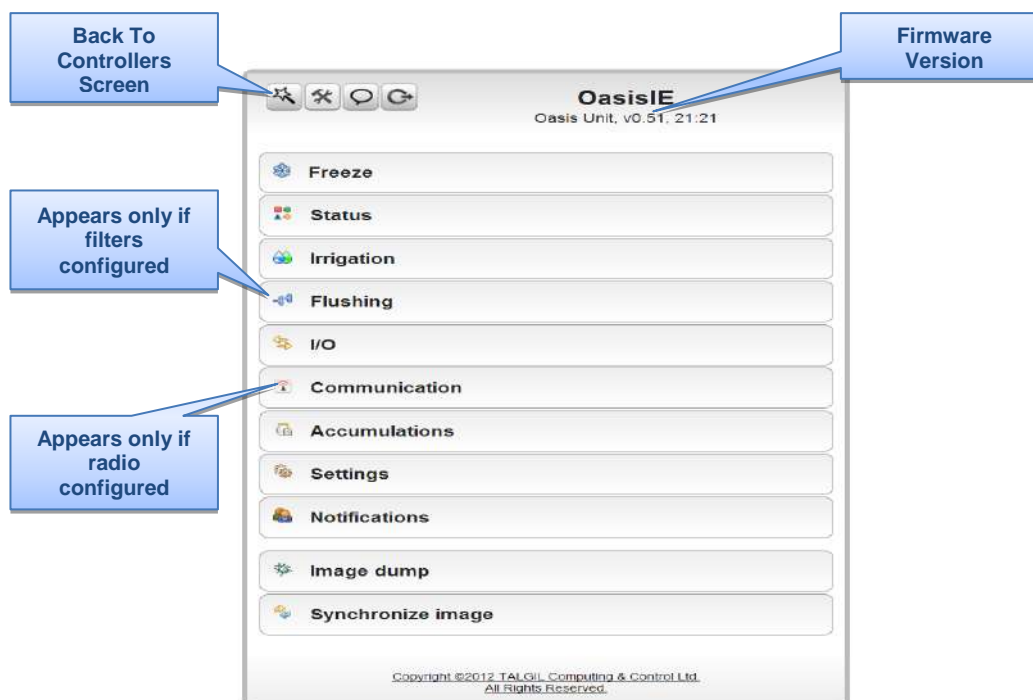 Back To
Controllers
Screen
Firmware
Version
OasisIE
Oasis Unit, v0.51, 21:21
Freeze
Status
Appears only if
filters
configured
Irrigation
Flushing
I/O
Communication
Appears only if
radio
configured
Accumulations
Settings
Notifications
Image dump
Synchronize image
Copyright ©2012 TALGIL Computing & Control Ltd.
All Rights Reserved.